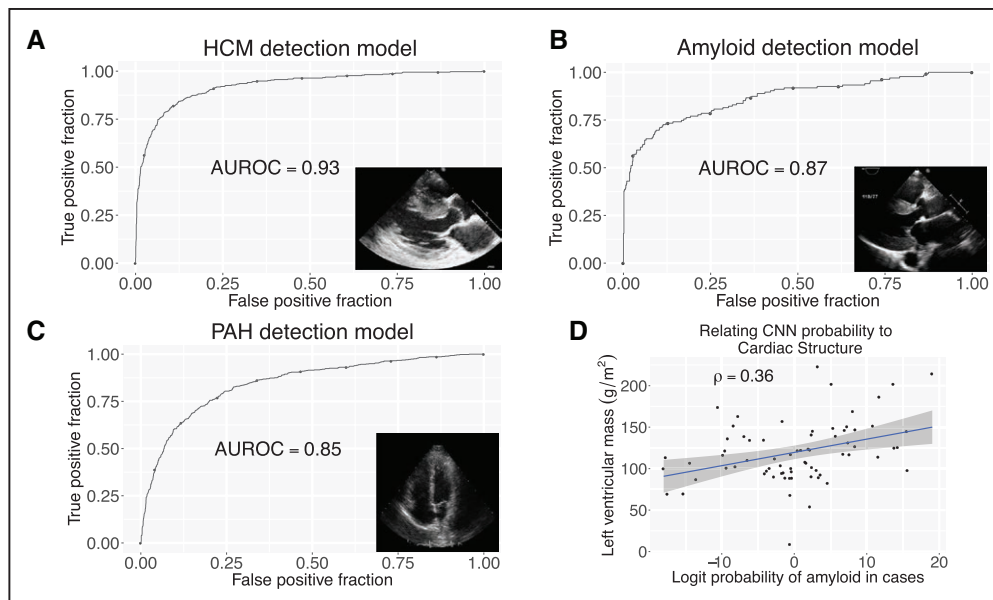 A
HCM detection model
1.00
0.75
0.50
0.25
0.00
True positive fraction
AUROC = 0.93
0.00 0.25 0.50 0.75 1.00
False positive fraction
B
Amyloid detection model
1.00
0.75
0.50
0.25
0.00
True positive fraction
AUROC = 0.87
0.00 0.25 0.50 0.75 1.00
False positive fraction
C
PAH detection model
1.00
0.75
0.50
0.25
0.00
True positive fraction
AUROC = 0.85
0.00 0.25 0.50 0.75 1.00
False positive fraction
D
Relating CNN probability to
Cardiac Structure
ρ = 0.36
200
150
100
50
0
Left ventricular mass (g/m²)
−10 0 10 20
Logit probability of amyloid in cases